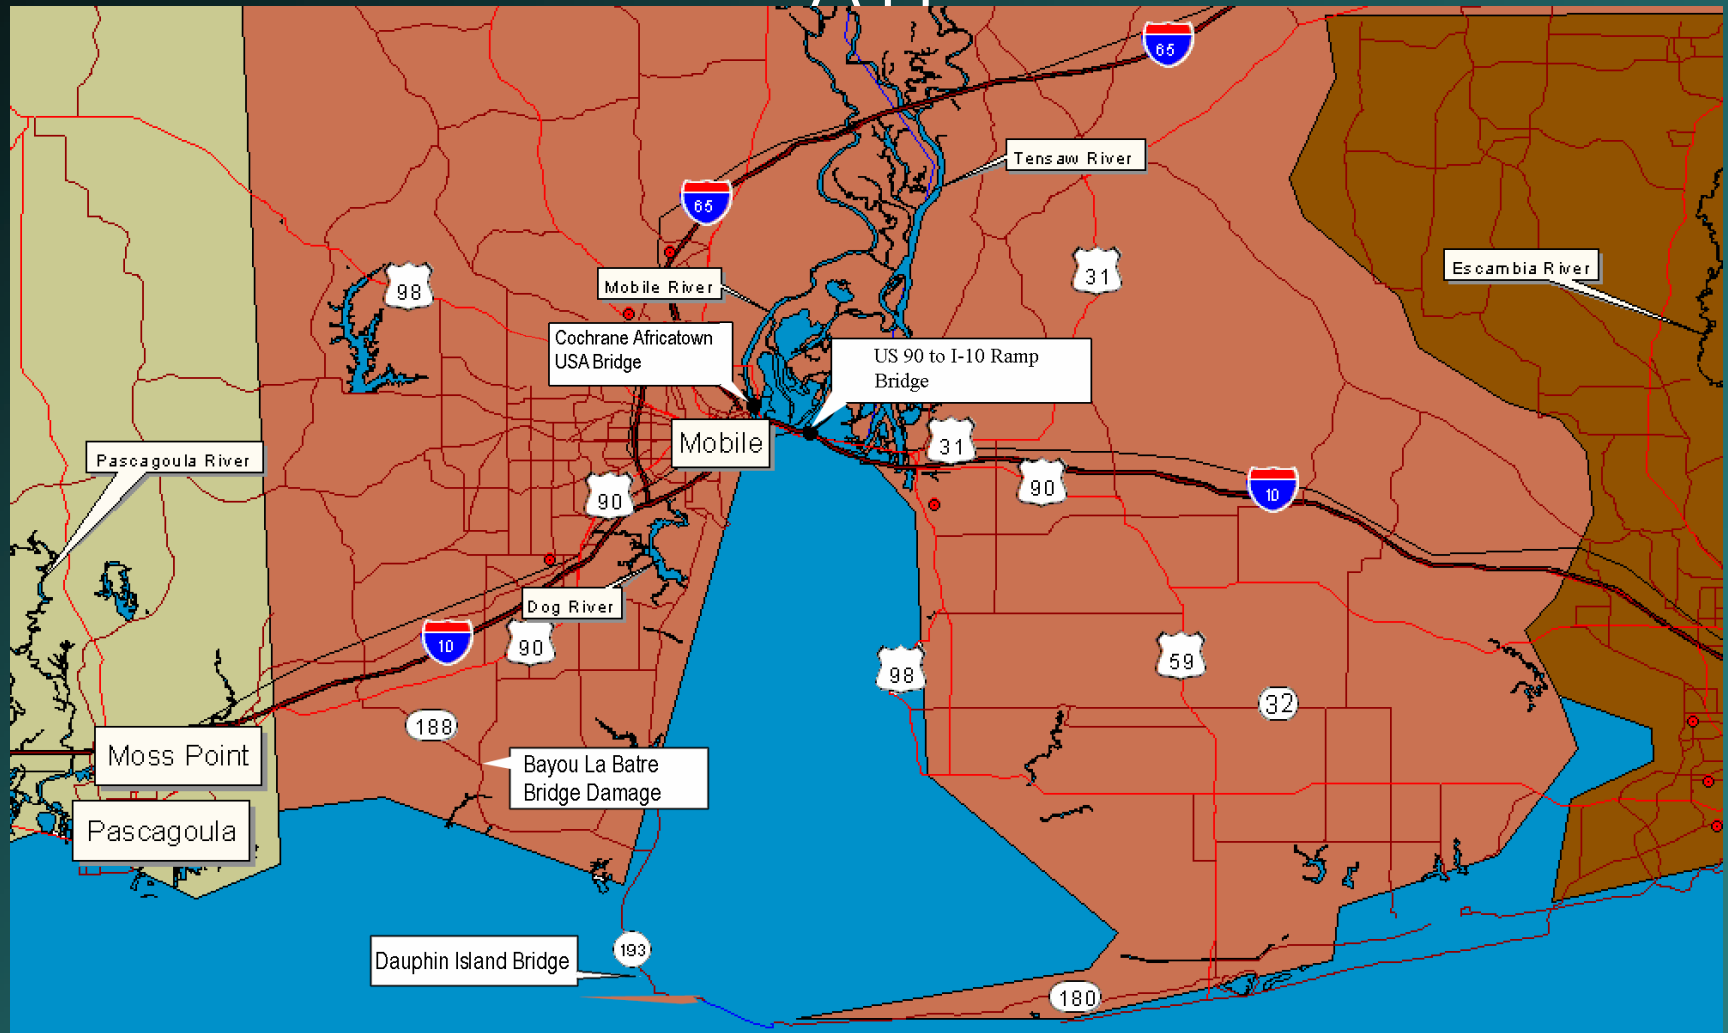 65
Tensaw River
65
Escambia River
31
98
Mobile River
Cochrane Africatown
USA Bridge
US 90 to I-10 Ramp
Bridge
Mobile
31
Pascagoula River
90
90
10
Dog River
10
90
98
59
32
188
Moss Point
Bayou La Batre
Bridge Damage
Pascagoula
193
Dauphin Island Bridge
180